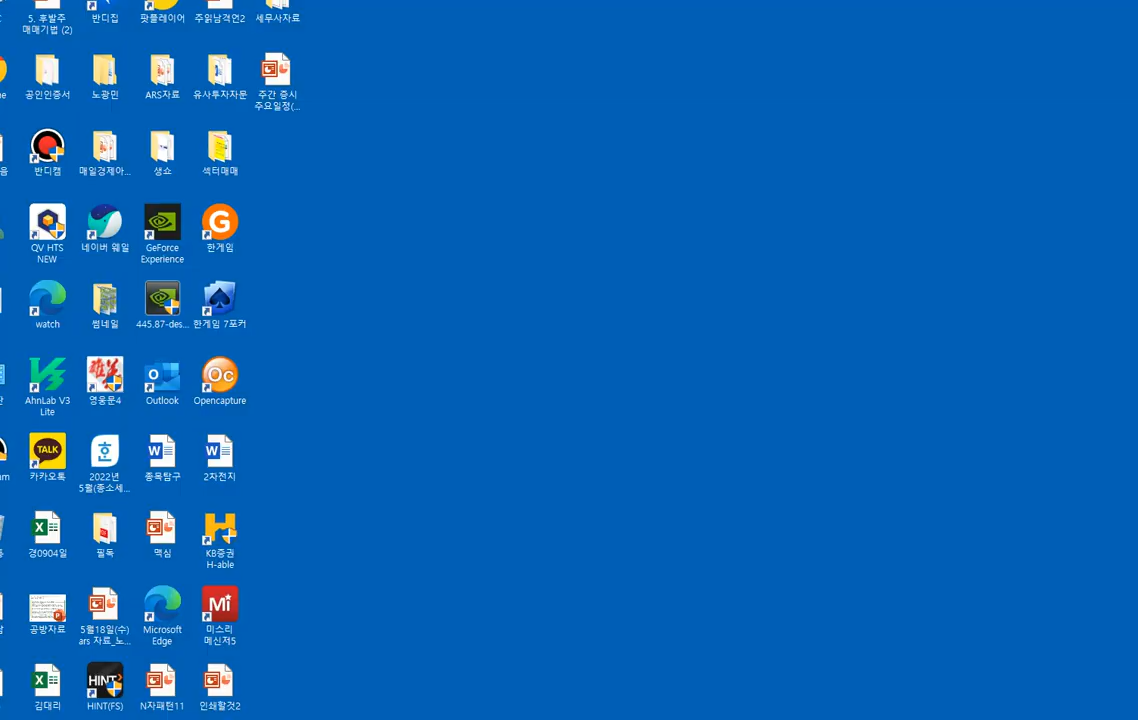 5. 후발주
매매기법 (2)
반디집
팟플레이어
주읽남격언2
세무사자료
공인인증서
노광민
ARS자료
유사투자자문
주간 증시
주요일정(...
반디캠
매일경제아...
생쇼
섹터매매
QV HTS
NEW
네이버 웨일
GeForce
Experience
한게임
watch
썸네일
445.87-des...
한게임 7포커
AhnLab V3
Lite
영웅문4
Outlook
Oc
Opencapture
TALK
카카오톡
2022년
5월(종소세...
종목탐구
2차전지
경0904일
필독
맥심
KB증권
H-able
공방자료
5월18일(수)
ars 자료_노...
Microsoft
Edge
Mi
미스리
메신저5
김대리
HINT
HINT(FS)
N자패턴11
인쇄할것2